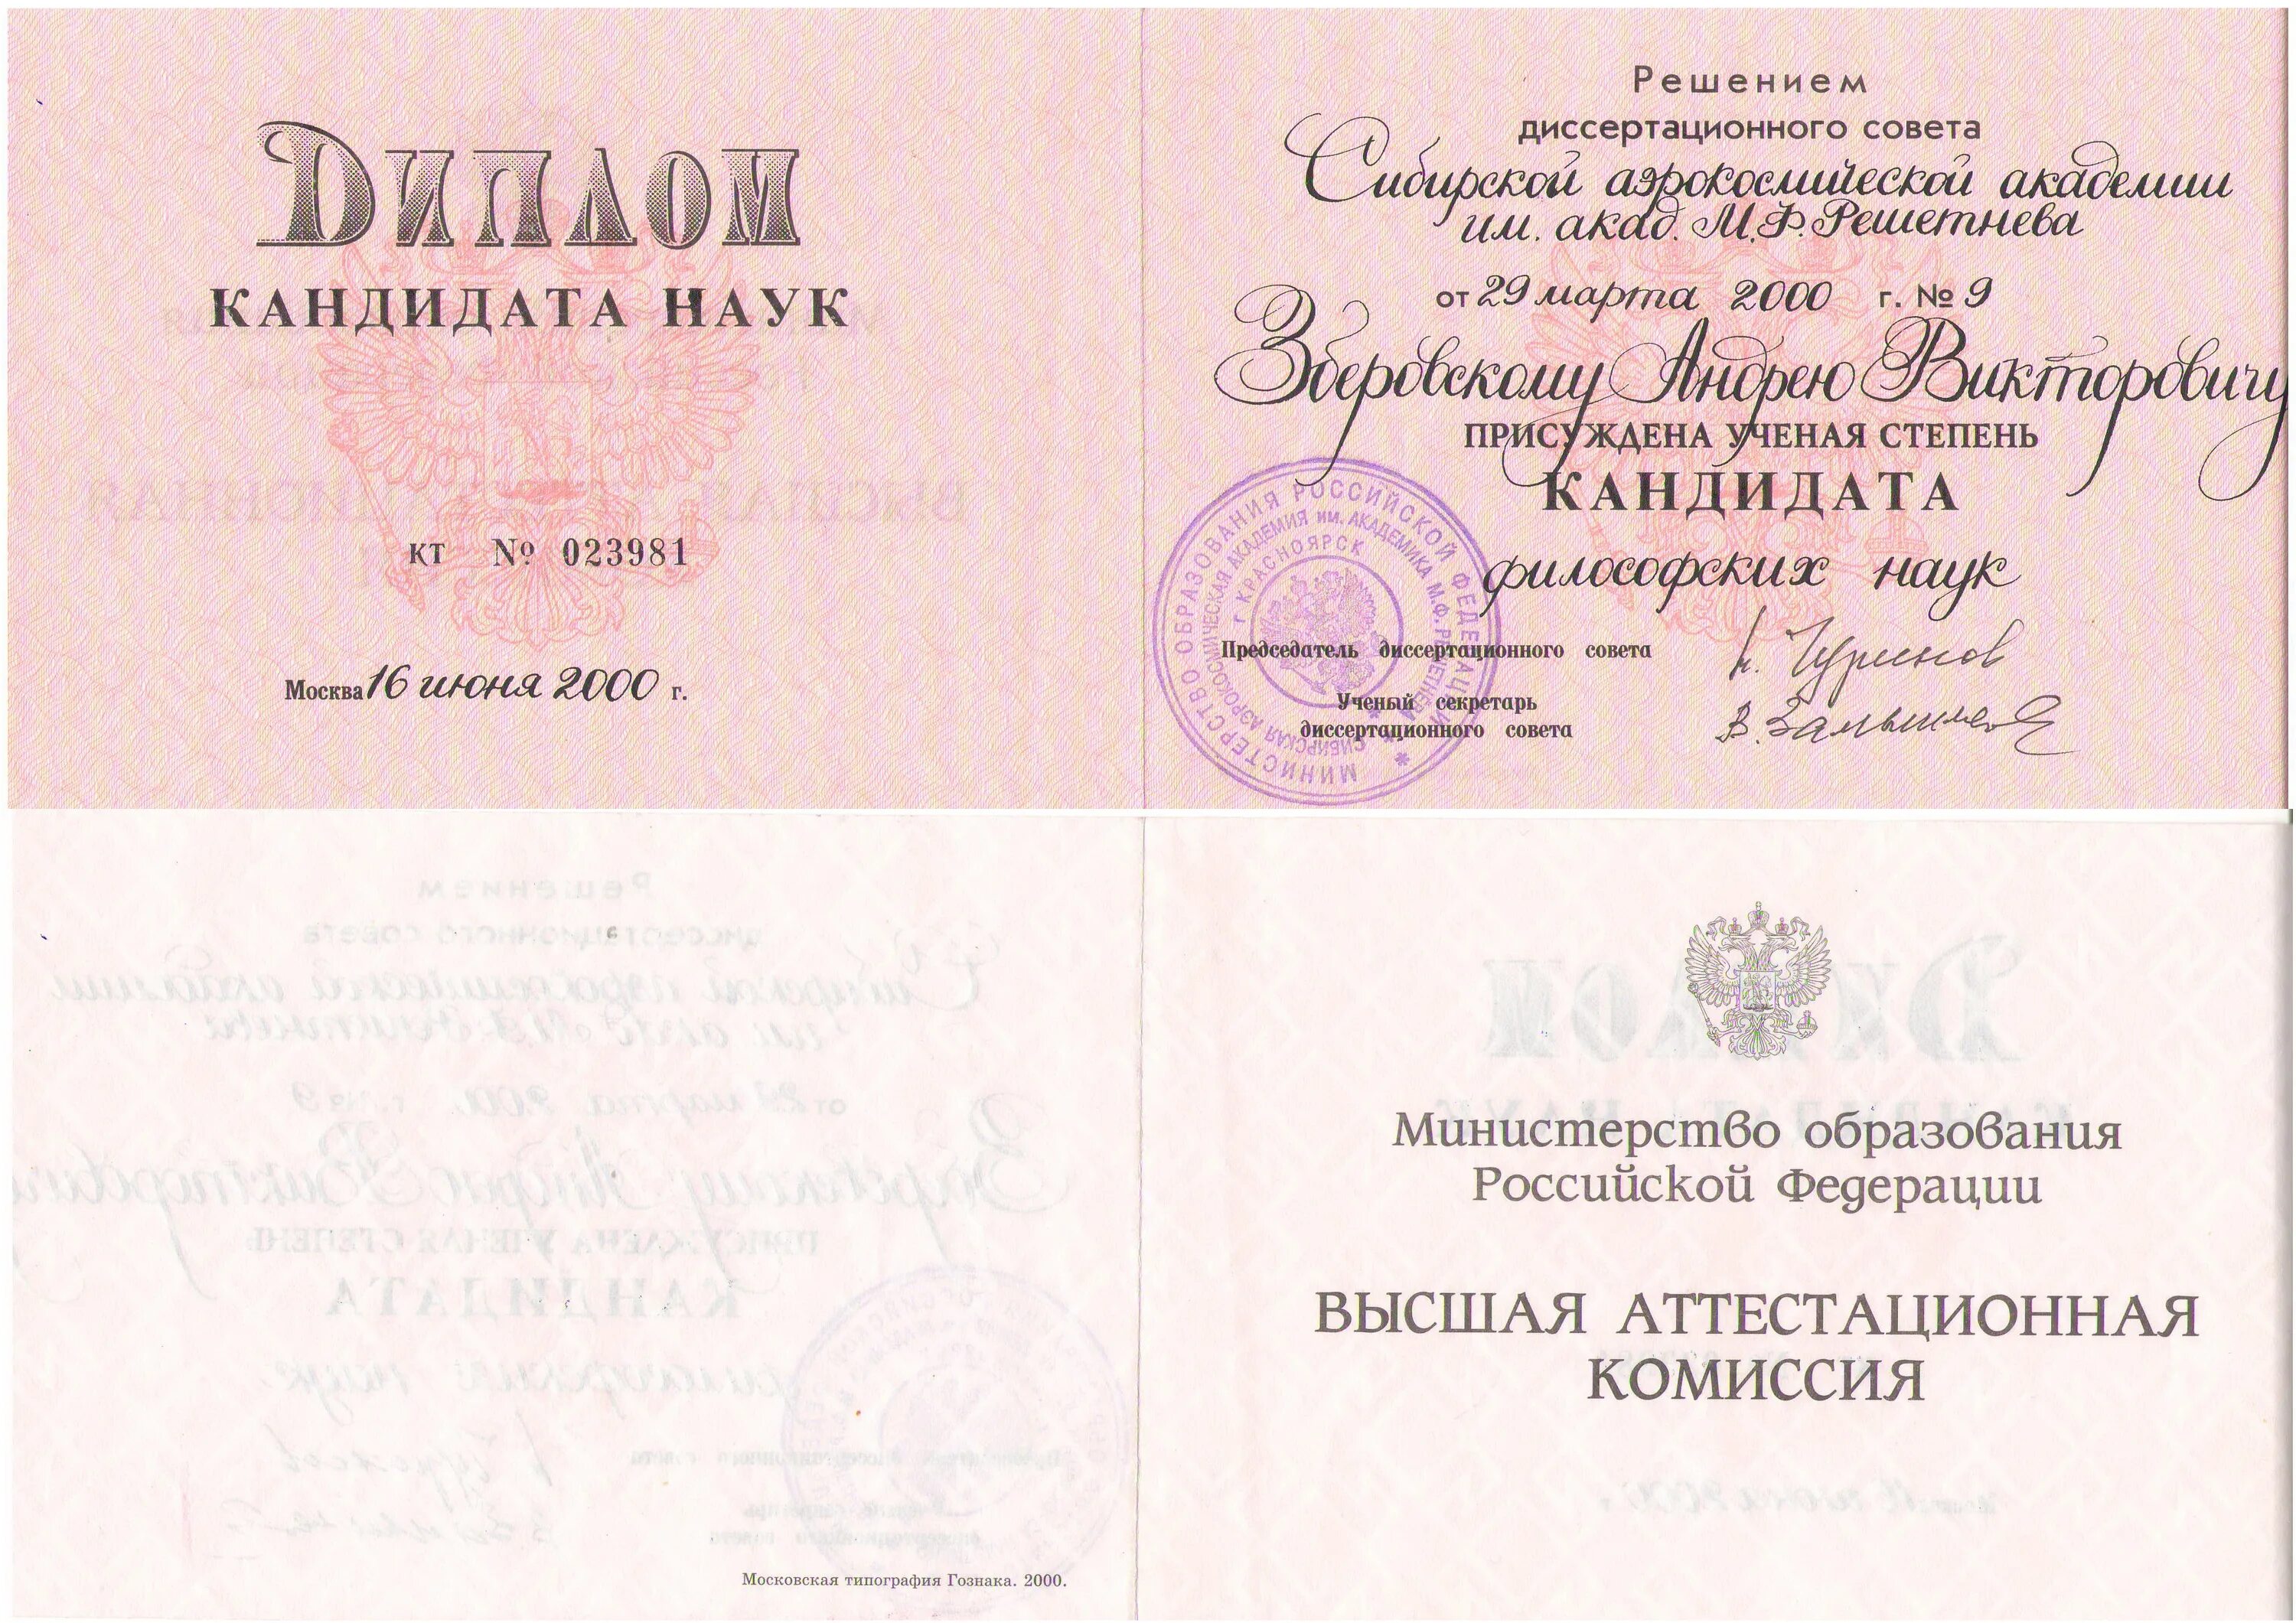 Диплом
КАНДИДАТА НАУК
КТ № 023981
Москва 16 июня 2000 г.
Решением
диссертационного совета
Сибирской аэрокосмической академии
им. акад. М.Ф. Решетнева
от 29 марта 2000 г. № 9
Зберовскому Андрею Викторовичу
ПРИСУЖДЕНА УЧЕНАЯ СТЕПЕНЬ
КАНДИДАТА
философских наук
Председатель диссертационного совета
Ученый секретарь
диссертационного совета
МИНИСТЕРСТВО ОБРАЗОВАНИЯ РОССИЙСКОЙ ФЕДЕРАЦИИ
СИБИРСКАЯ АЭРОКОСМИЧЕСКАЯ АКАДЕМИЯ им. АКАДЕМИКА М.Ф. РЕШЕТНЕВА
г КРАСНОЯРСК
Московская типография Гознака. 2000.
Министерство образования
Российской Федерации
ВЫСШАЯ АТТЕСТАЦИОННАЯ
КОМИССИЯ